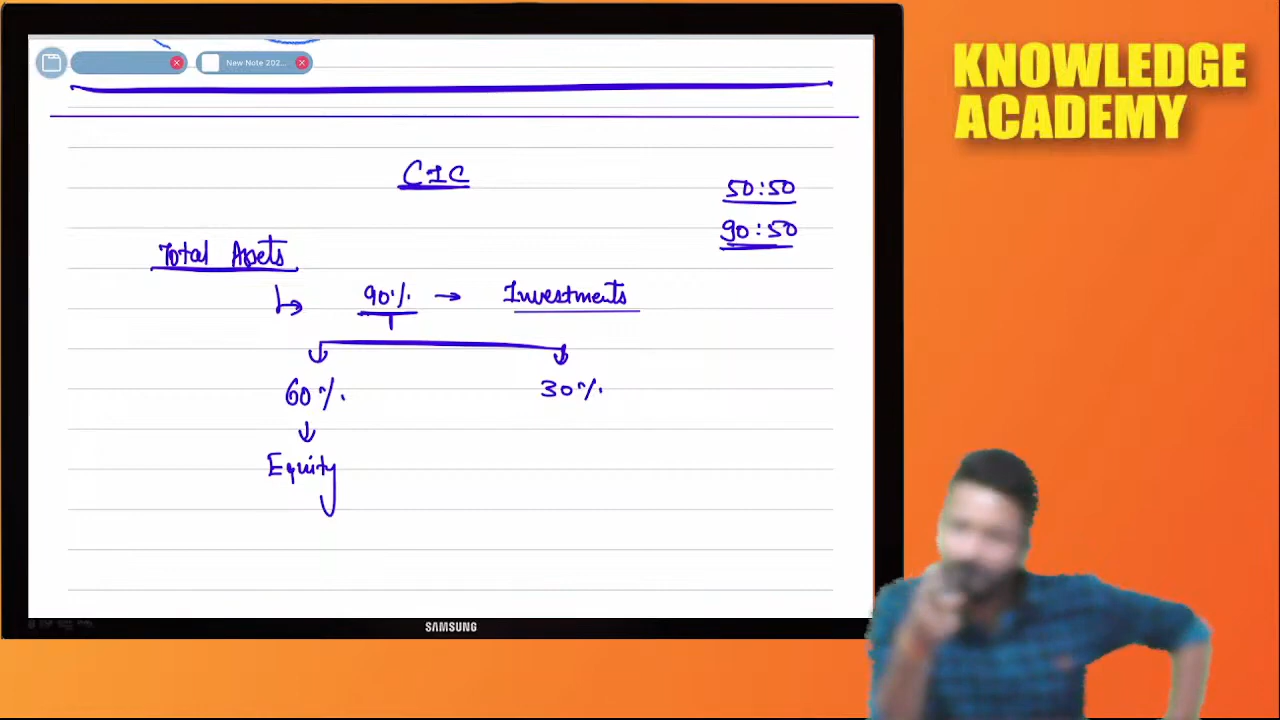 New Note 202...
KNOWLEDGE
ACADEMY
CIC
50:50
90:50
Total Assets
90% → Investments
60% 30%
Equity
SAMSUNG